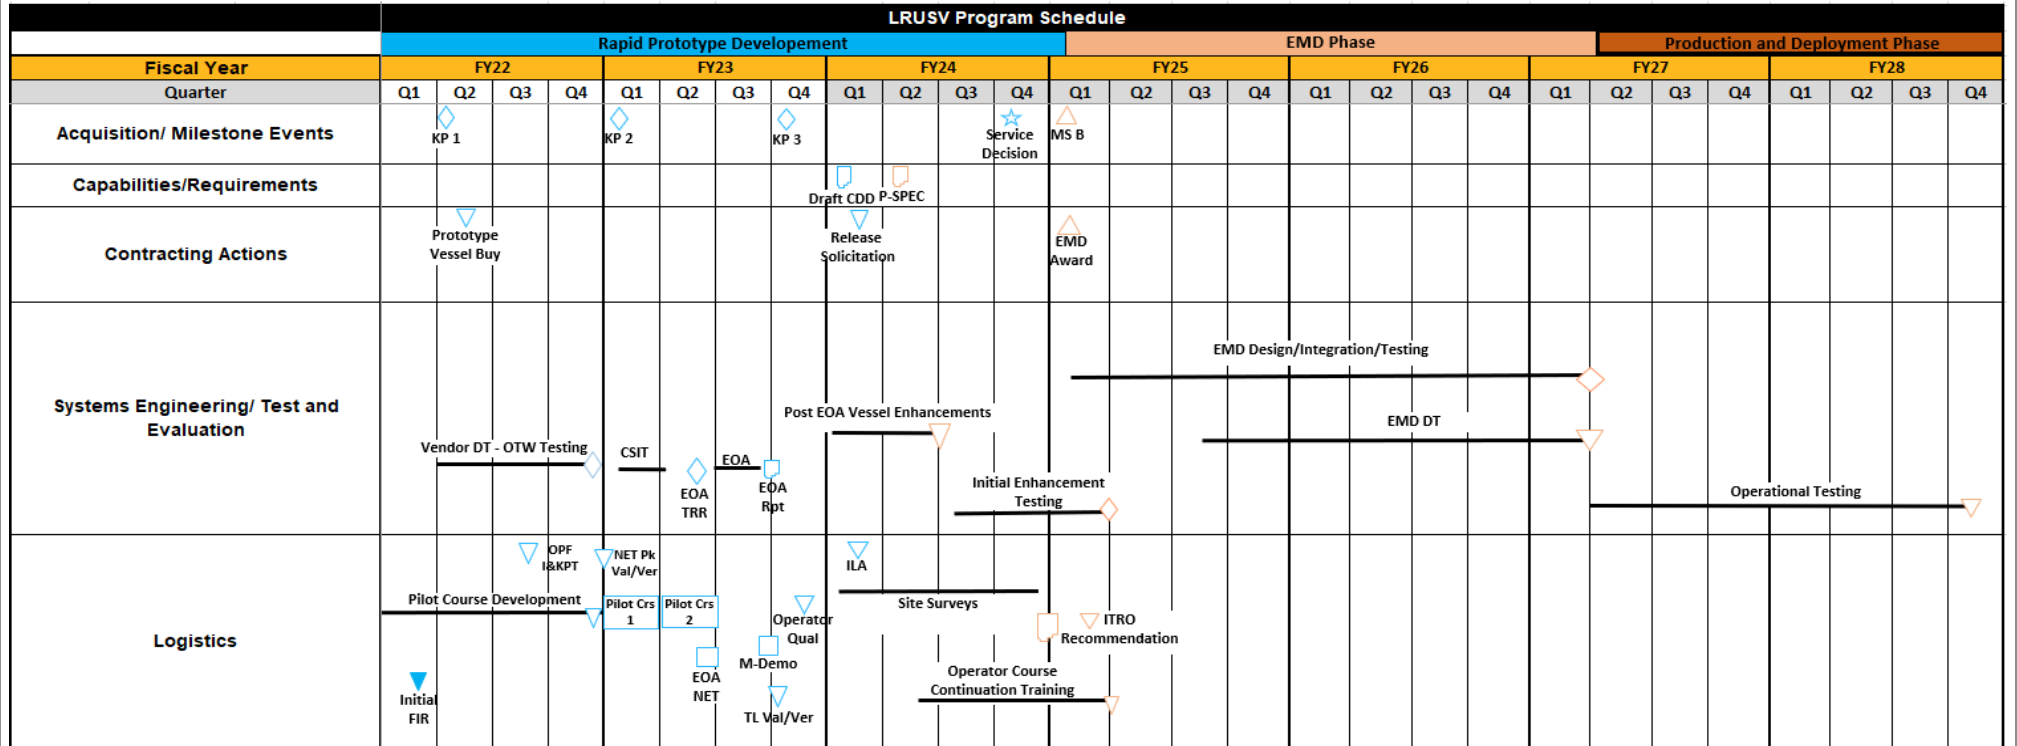 LRUSV Program Schedule
Rapid Prototype Developement EMD Phase Production and Deployment Phase
Fiscal Year FY22 FY23 FY24 FY25 FY26 FY27 FY28
Quarter Q1 Q2 Q3 Q4 Q1 Q2 Q3 Q4 Q1 Q2 Q3 Q4 Q1 Q2 Q3 Q4 Q1 Q2 Q3 Q4 Q1 Q2 Q3 Q4 Q1 Q2 Q3 Q4
Acquisition/ Milestone Events
KP 1
KP 2
KP 3
Service
Decision
MS B
Capabilities/Requirements
Draft CDD
P-SPEC
Contracting Actions
Prototype
Vessel Buy
Release
Solicitation
EMD
Award
Systems Engineering/ Test and
Evaluation
EMD Design/Integration/Testing
Post EOA Vessel Enhancements
EMD DT
Vendor DT - OTW Testing
CSIT
EOA
TRR
EOA
EOA
Rpt
Initial Enhancement
Testing
Operational Testing
Logistics
OPF
I&KPT
NET Pk
Val/Ver
ILA
Pilot Course Development
Pilot Crs
1
Pilot Crs
2
Operator
Qual
Site Surveys
ITRO
Recommendation
M-Demo
EOA
NET
Operator Course
Continuation Training
Initial
FIR
TL Val/Ver